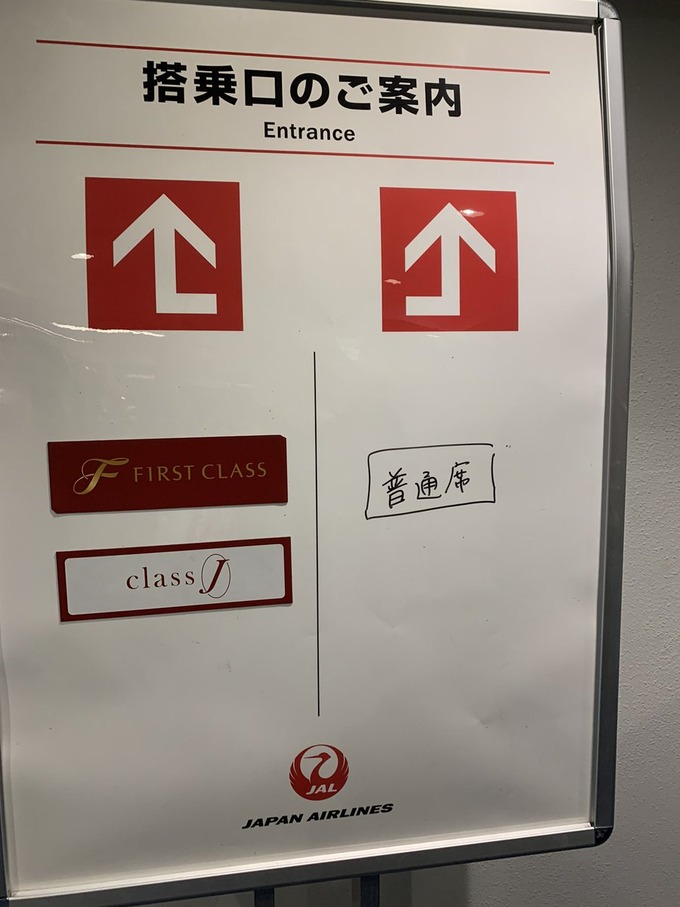 搭乗口のご案内
Entrance
F FIRST CLASS
class J
普通席
JAL
JAPAN AIRLINES